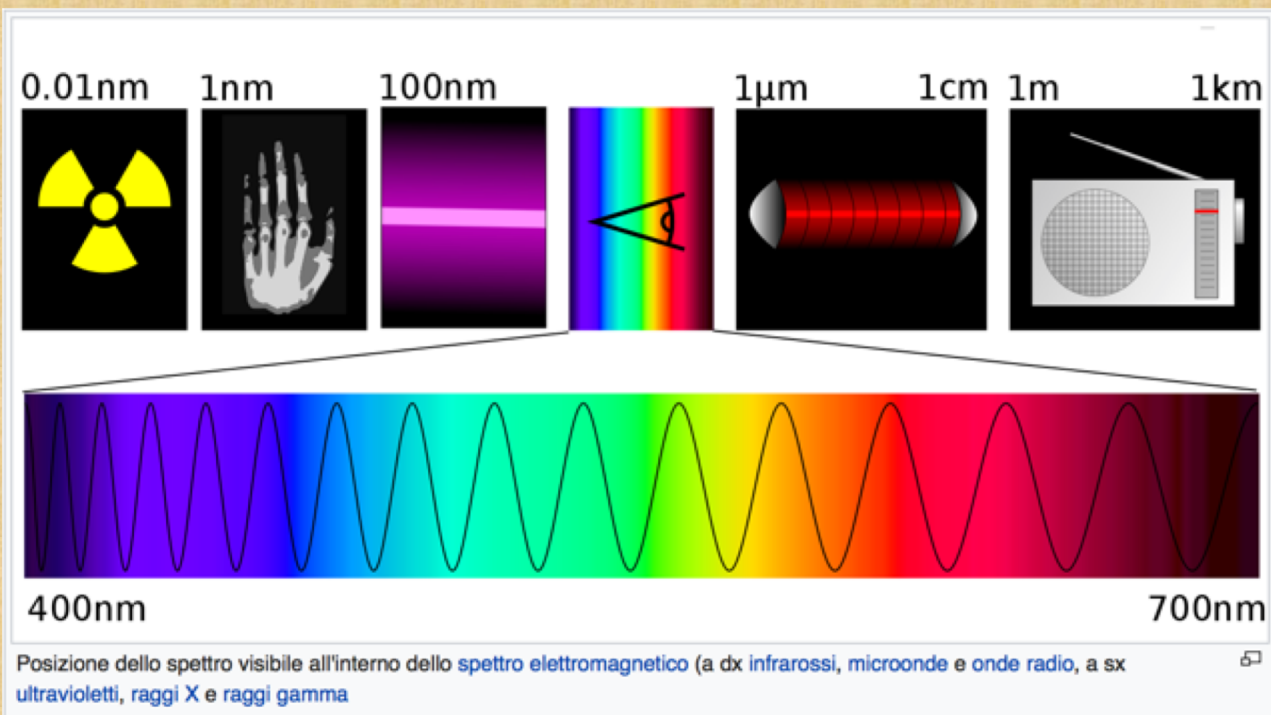 0.01nm 1nm 100nm 1µm 1cm 1m 1km
400nm 700nm
Posizione dello spettro visibile all'interno dello spettro elettromagnetico (a dx infrarossi, microonde e onde radio, a sx
ultravioletti, raggi X e raggi gamma